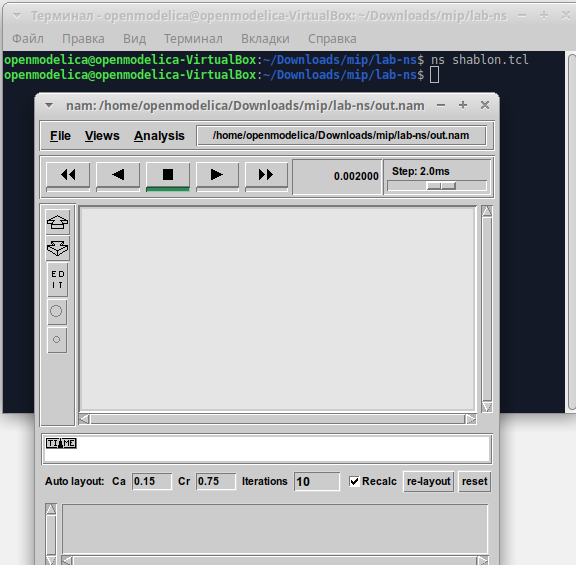 Терминал - openmodelica@openmodelica-VirtualBox: ~/Downloads/mip/lab-ns
Файл Правка Вид Терминал Вкладки Справка
openmodelica@openmodelica-VirtualBox:~/Downloads/mip/lab-ns$ ns shablon.tcl
openmodelica@openmodelica-VirtualBox:~/Downloads/mip/lab-ns$
nam: /home/openmodelica/Downloads/mip/lab-ns/out.nam
File Views Analysis /home/openmodelica/Downloads/mip/lab-ns/out.nam
0.002000 Step: 2.0ms
ED
IT
TIME
Auto layout: Ca 0.15 Cr 0.75 Iterations 10 Recalc re-layout reset